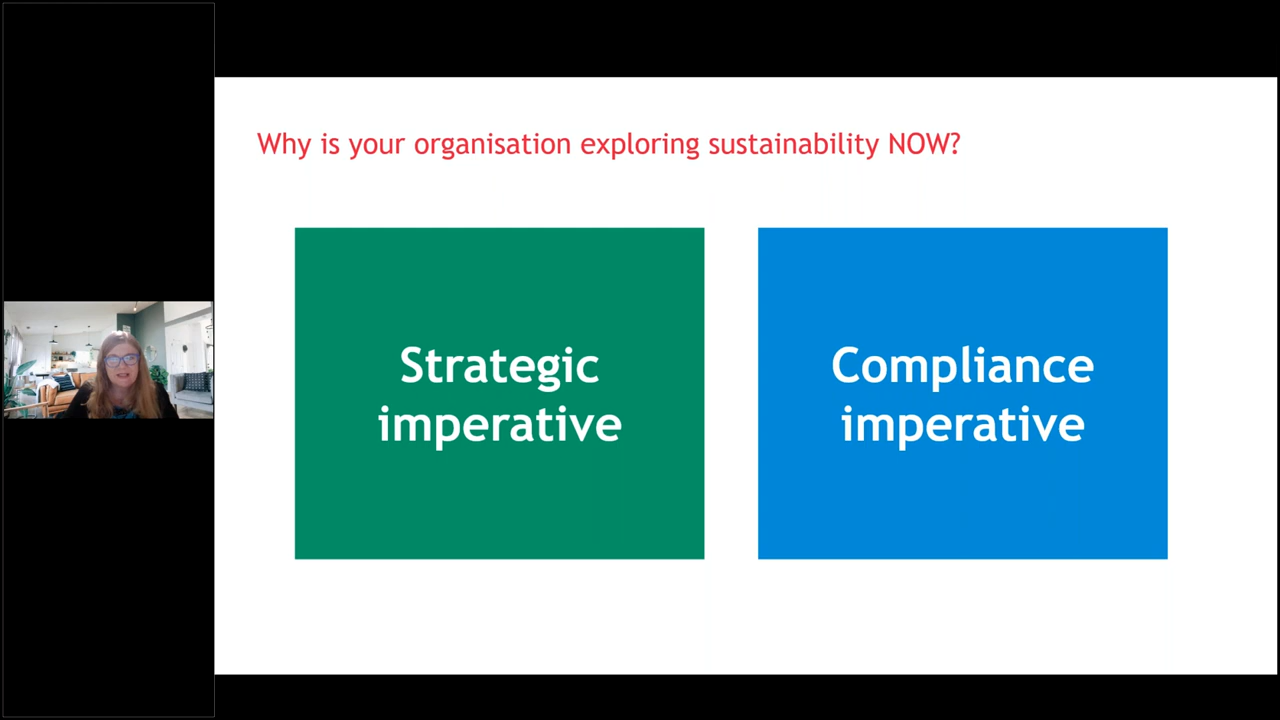 Why is your organisation exploring sustainability NOW?
Strategic
imperative
Compliance
imperative